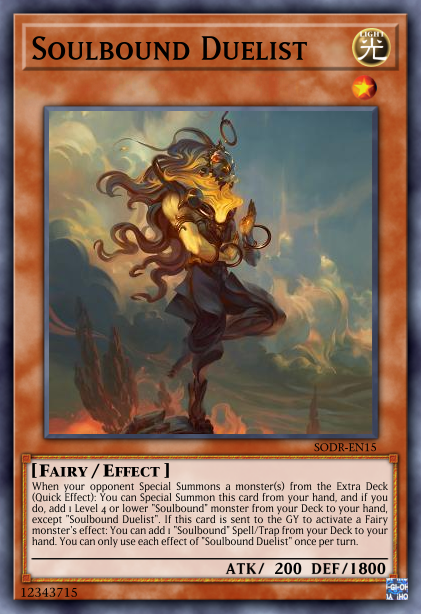 Soulbound Duelist
LIGHT
光
SODR-EN15
[Fairy / Effect ]
When your opponent Special Summons a monster(s) from the Extra Deck
(Quick Effect): You can Special Summon this card from your hand, and if you
do, add 1 Level 4 or lower "Soulbound" monster from your Deck to your hand,
except "Soulbound Duelist". If this card is sent to the GY to activate a Fairy
monster's effect: You can add 1 "Soulbound" Spell/Trap from your Deck to your
hand. You can only use each effect of "Soulbound Duelist" once per turn.
ATK/ 200 DEF/1800
12343715